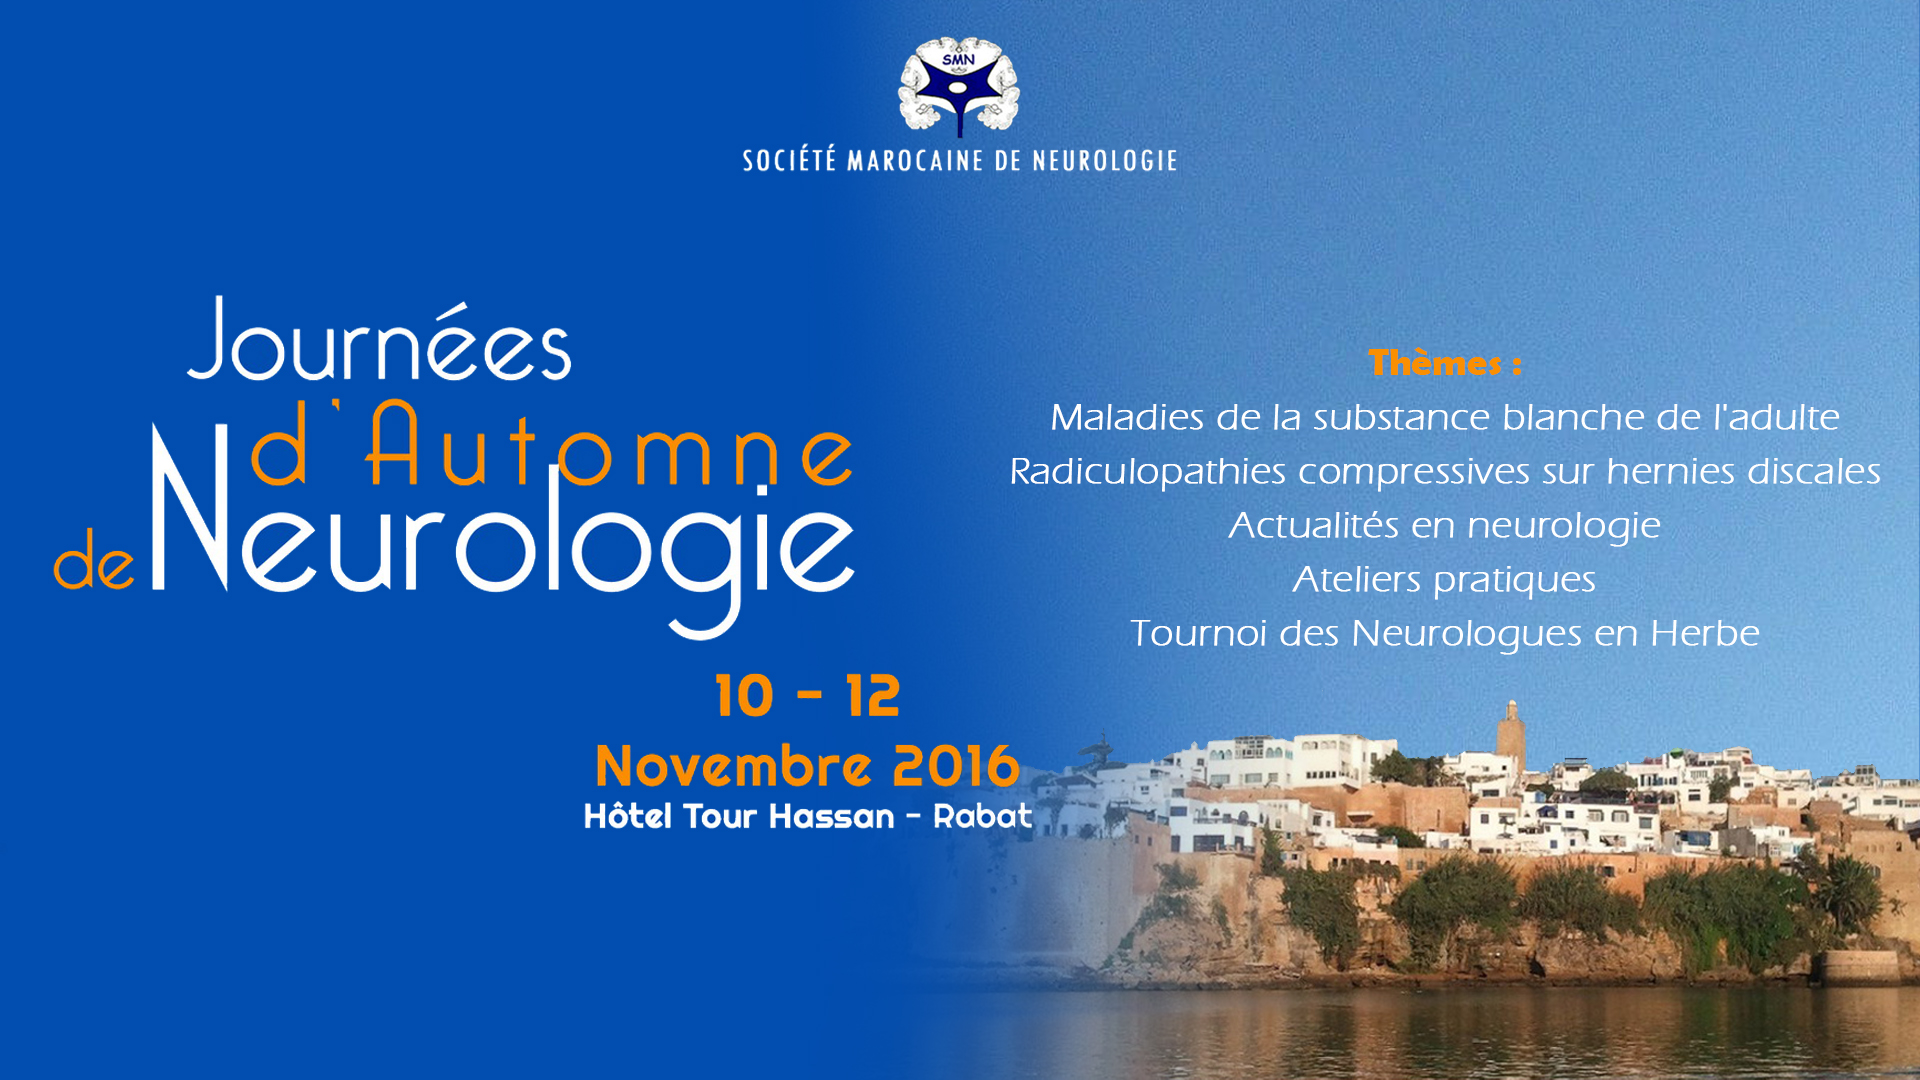 SMN
SOCIÉTÉ MAROCAINE DE NEUROLOGIE
Journées
d'Automne
de Neurologie
10 - 12
Novembre 2016
Hôtel Tour Hassan - Rabat
Thèmes :
Maladies de la substance blanche de l'adulte
Radiculopathies compressives sur hernies discales
Actualités en neurologie
Ateliers pratiques
Tournoi des Neurologues en Herbe